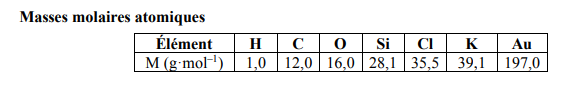 Masses molaires atomiques
Élément H C O Si Cl K Au
M (g·mol⁻¹) 1,0 12,0 16,0 28,1 35,5 39,1 197,0